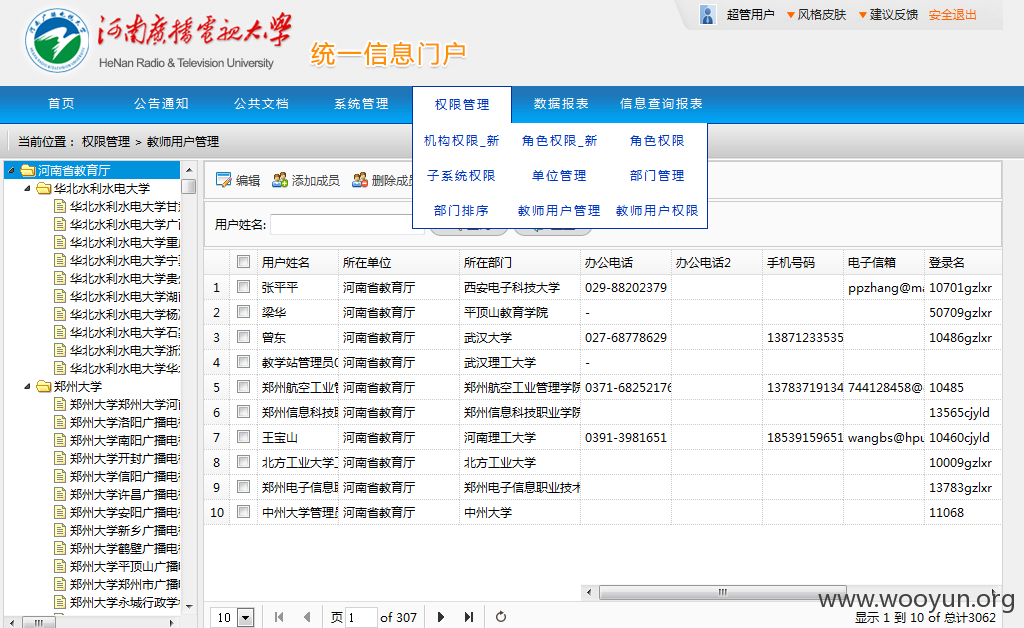 超管用户 风格皮肤 建议反馈 安全退出
河南广播电视大学
HeNan Radio & Television University
统一信息门户
首页 公告通知 公共文档 系统管理 权限管理 数据报表 信息查询报表
当前位置： 权限管理 > 教师用户管理
机构权限_新 角色权限_新 角色权限
子系统权限 单位管理 部门管理
部门排序 教师用户管理 教师用户权限
河南省教育厅
华北水利水电大学
华北水利水电大学甘
华北水利水电大学广
华北水利水电大学重
华北水利水电大学宁
华北水利水电大学贵
华北水利水电大学湖
华北水利水电大学杨
华北水利水电大学石
华北水利水电大学浙
华北水利水电大学华
郑州大学
郑州大学郑州大学河
郑州大学洛阳广播电
郑州大学南阳广播电
郑州大学开封广播电
郑州大学信阳广播电
郑州大学许昌广播电
郑州大学安阳广播电
郑州大学新乡广播电
郑州大学鹤壁广播电
郑州大学平顶山广播
郑州大学郑州市广播
郑州大学永城行政学
编辑 添加成员 删除成员
用户姓名:
用户姓名 所在单位 所在部门 办公电话 办公电话2 手机号码 电子信箱 登录名
1 张平平 河南省教育厅 西安电子科技大学 029-88202379 ppzhang@ma 10701gzlxr
2 梁华 河南省教育厅 平顶山教育学院 - 50709gzlxr
3 曾东 河南省教育厅 武汉大学 027-68778629 13871233535 10486gzlxr
4 教学站管理员0 河南省教育厅 武汉理工大学 -
5 郑州航空工业管 河南省教育厅 郑州航空工业管理学院 0371-68252176 13783719134 744128458@ 10485
6 郑州信息科技职 河南省教育厅 郑州信息科技职业学院 13565cjyld
7 王宝山 河南省教育厅 河南理工大学 0391-3981651 18539159651 wangbs@hpu 10460cjyld
8 北方工业大学 河南省教育厅 北方工业大学 10009gzlxr
9 郑州电子信息职 河南省教育厅 郑州电子信息职业技术 13783gzlxr
10 中州大学管理员 河南省教育厅 中州大学 11068
10 页 1 of 307 显示 1 到 10 of 总计3062
www.wooyun.org